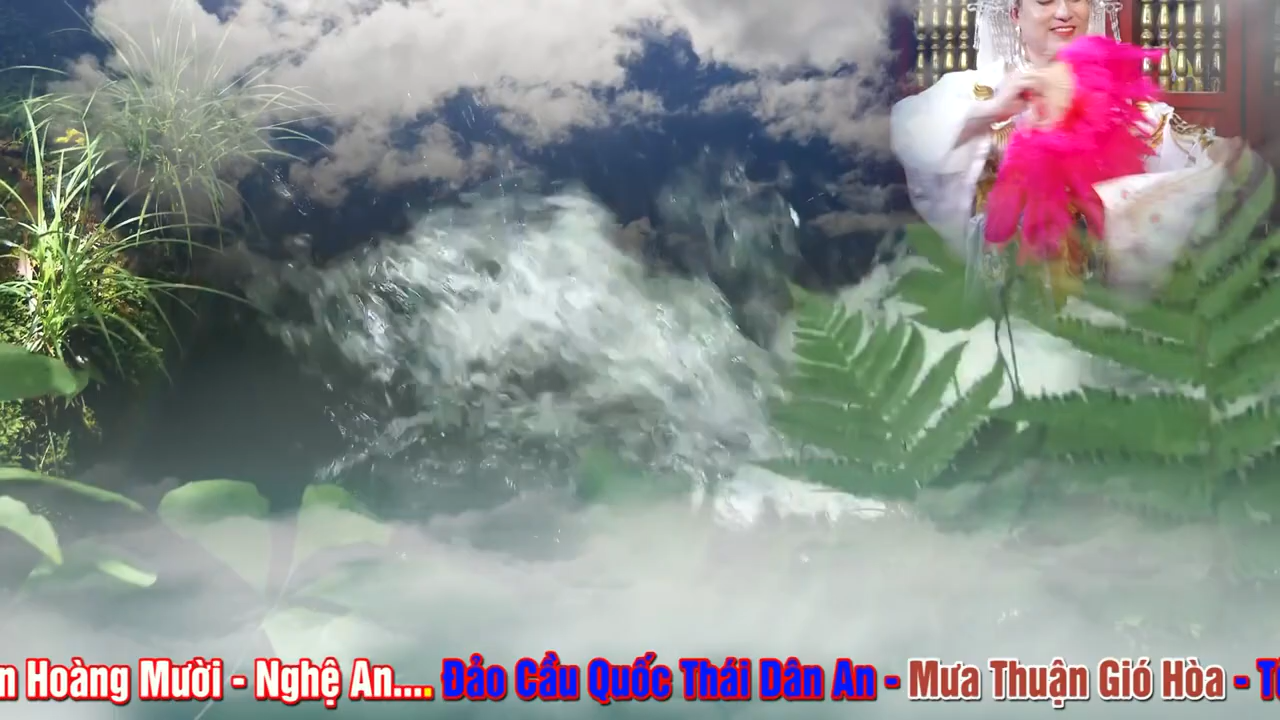 Hoàng Mười - Nghệ An.... Đảo Cầu Quốc Thái Dân An - Mưa Thuận Gió Hòa -